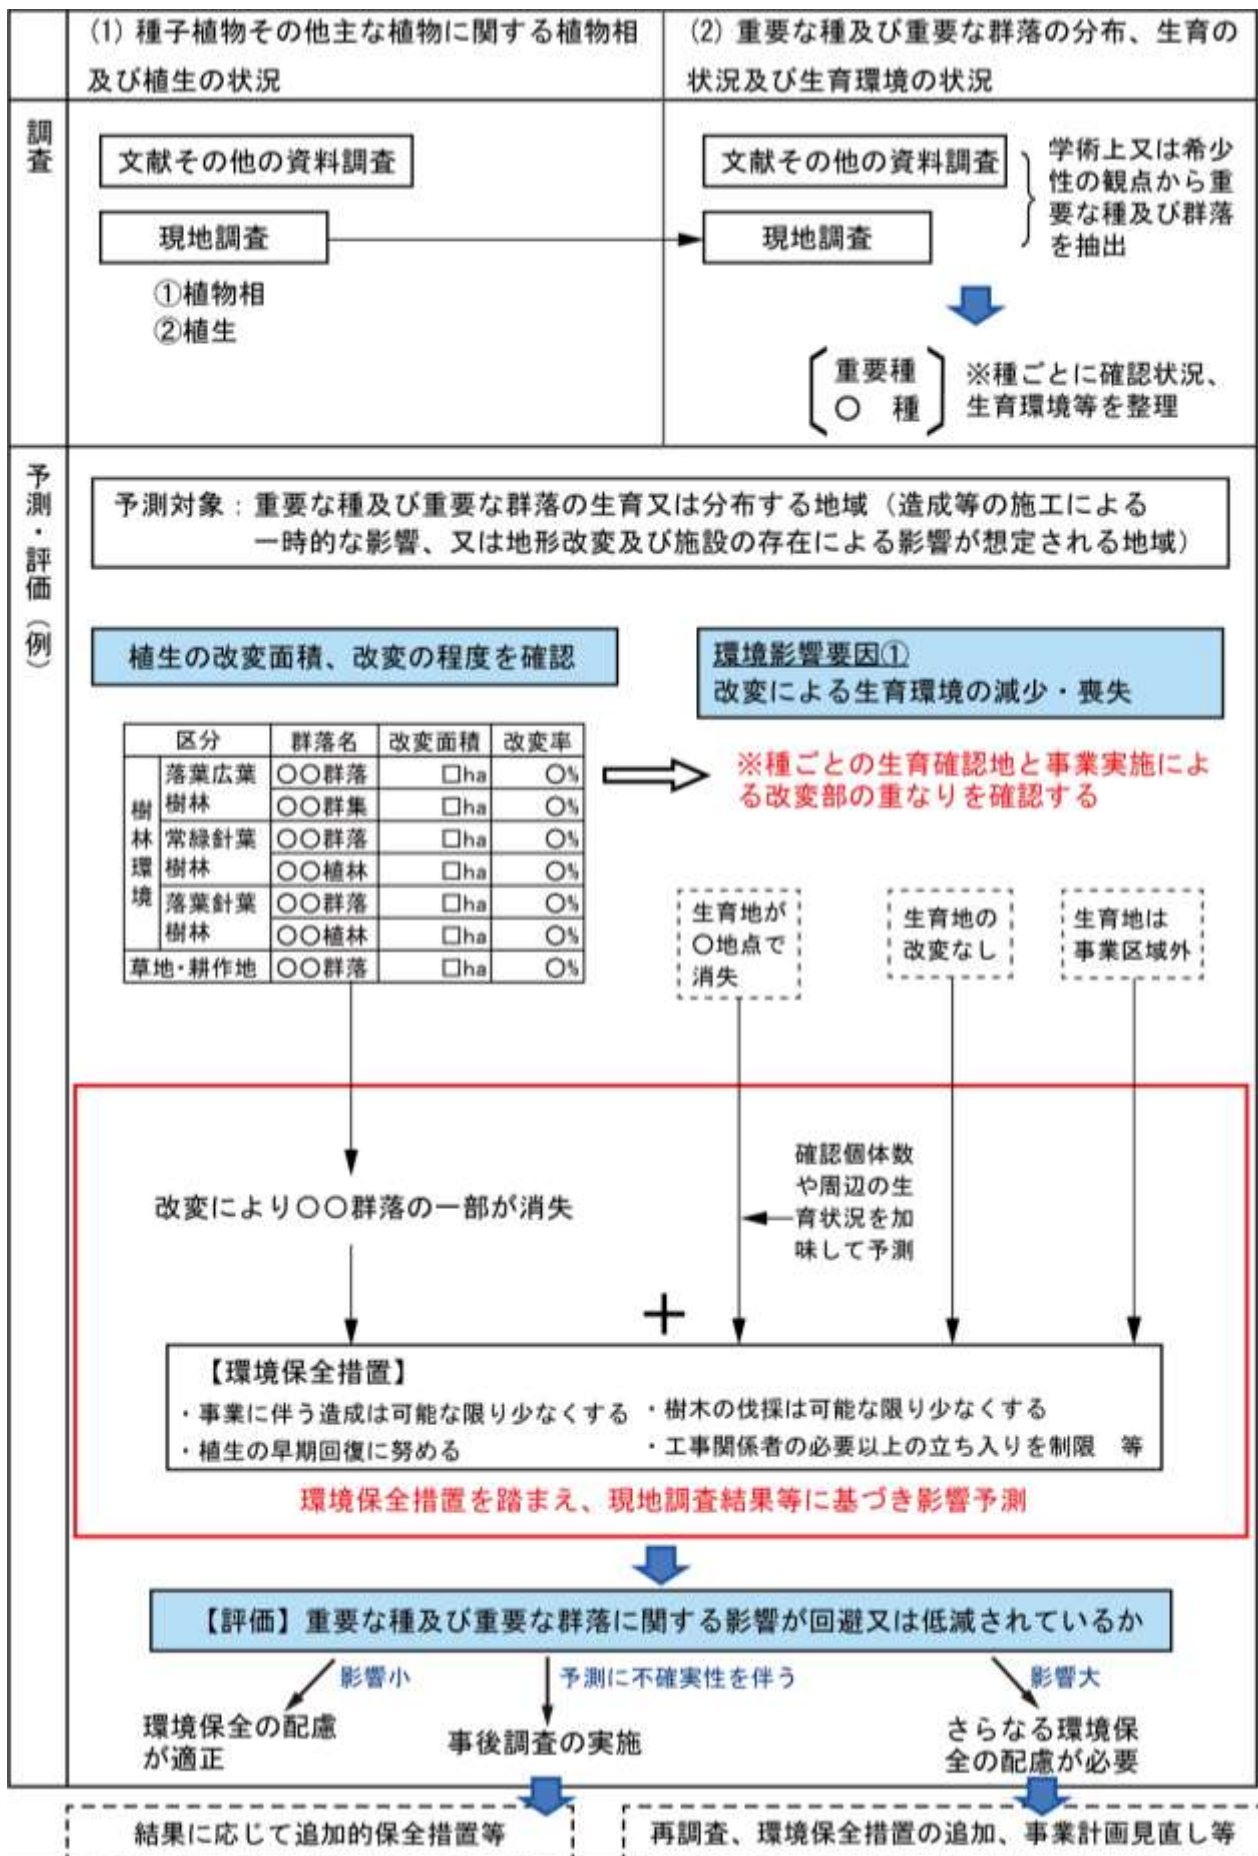 (1) 種子植物その他主な植物に関する植物相
及び植生の状況
(2) 重要な種及び重要な群落の分布、生育の
状況及び生育環境の状況
調査
文献その他の資料調査
現地調査
①植物相
②植生
文献その他の資料調査
現地調査
学術上又は希少
性の観点から重
要な種及び群落
を抽出
重要種
〇 種
※種ごとに確認状況、
生育環境等を整理
予測・評価(例)
予測対象:重要な種及び重要な群落の生育又は分布する地域(造成等の施工による
一時的な影響、又は地形改変及び施設の存在による影響が想定される地域)
植生の改変面積、改変の程度を確認
環境影響要因①
改変による生育環境の減少・喪失
区分 群落名 改変面積 改変率
樹林環境
落葉広葉
樹林
〇〇群落 □ha 〇%
〇〇群集 □ha 〇%
常緑針葉
樹林
〇〇群落 □ha 〇%
〇〇植林 □ha 〇%
落葉針葉
樹林
〇〇群落 □ha 〇%
〇〇植林 □ha 〇%
草地・耕作地 〇〇群落 □ha 〇%
※種ごとの生育確認地と事業実施によ
る改変部の重なりを確認する
生育地が
〇地点で
消失
生育地の
改変なし
生育地は
事業区域外
改変により〇〇群落の一部が消失
確認個体数
や周辺の生
育状況を加
味して予測
+
【環境保全措置】
・事業に伴う造成は可能な限り少なくする
・植生の早期回復に努める
・樹木の伐採は可能な限り少なくする
・工事関係者の必要以上の立ち入りを制限 等
環境保全措置を踏まえ、現地調査結果等に基づき影響予測
【評価】重要な種及び重要な群落に関する影響が回避又は低減されているか
影響小
予測に不確実性を伴う
影響大
環境保全の配慮
が適正
事後調査の実施
さらなる環境保
全の配慮が必要
結果に応じて追加的保全措置等
再調査、環境保全措置の追加、事業計画見直し等